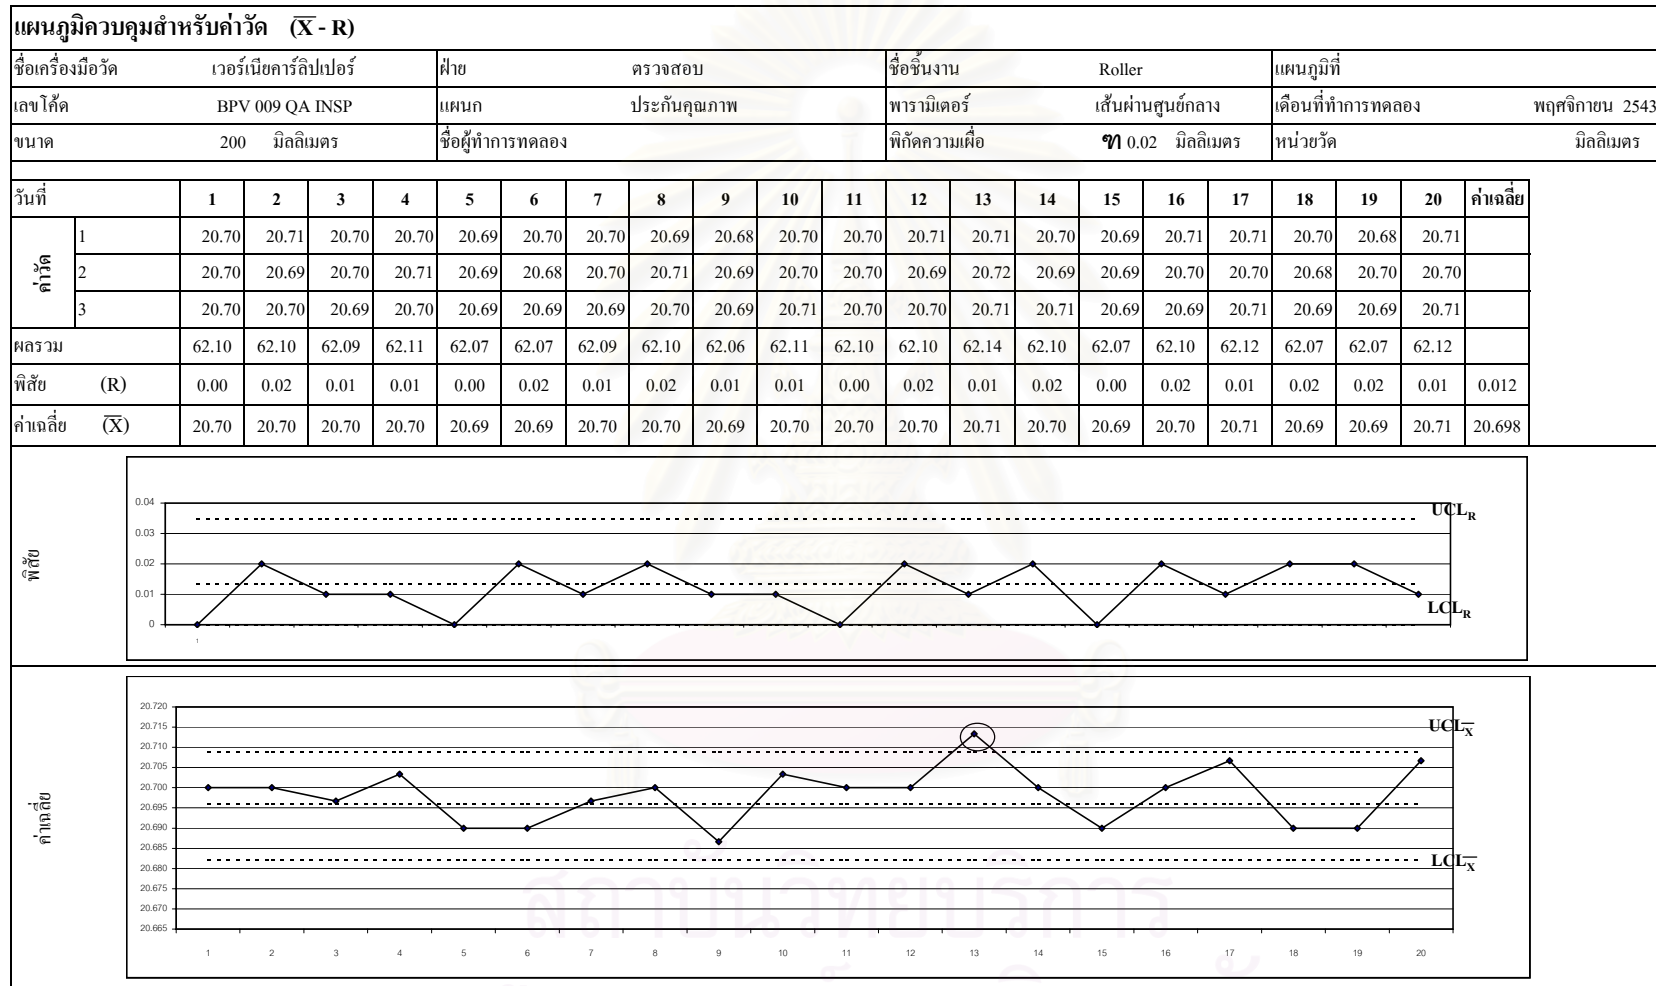 แผนภูมิควบคุมสำหรับค่าวัด (X̅ - R)
ชื่อเครื่องมือวัด เวอร์เนียคาร์ลิปเปอร์ ฝ่าย ตรวจสอบ ชื่อชิ้นงาน Roller แผนภูมิที่
เลขโค้ด BPV 009 QA INSP แผนก ประกันคุณภาพ พารามิเตอร์ เส้นผ่านศูนย์กลาง เดือนที่ทำการทดลอง พฤศจิกายน 2543
ขนาด 200 มิลลิเมตร ชื่อผู้ทำการทดลอง พิกัดความเผื่อ ฑ 0.02 มิลลิเมตร หน่วยวัด มิลลิเมตร
วันที่ 1 2 3 4 5 6 7 8 9 10 11 12 13 14 15 16 17 18 19 20 ค่าเฉลี่ย
ค่าวัด
1 20.70 20.71 20.70 20.70 20.69 20.70 20.70 20.69 20.68 20.70 20.70 20.71 20.71 20.70 20.69 20.71 20.71 20.70 20.68 20.71
2 20.70 20.69 20.70 20.71 20.69 20.68 20.70 20.71 20.69 20.70 20.70 20.69 20.72 20.69 20.69 20.70 20.70 20.68 20.70 20.70
3 20.70 20.70 20.69 20.70 20.69 20.69 20.69 20.70 20.69 20.71 20.70 20.70 20.71 20.71 20.69 20.69 20.71 20.69 20.69 20.71
ผลรวม 62.10 62.10 62.09 62.11 62.07 62.07 62.09 62.10 62.06 62.11 62.10 62.10 62.14 62.10 62.07 62.10 62.12 62.07 62.07 62.12
พิสัย (R) 0.00 0.02 0.01 0.01 0.00 0.02 0.01 0.02 0.01 0.01 0.00 0.02 0.01 0.02 0.00 0.02 0.01 0.02 0.02 0.01 0.012
ค่าเฉลี่ย (X̅) 20.70 20.70 20.70 20.70 20.69 20.69 20.70 20.70 20.69 20.70 20.70 20.70 20.71 20.70 20.69 20.70 20.71 20.69 20.69 20.71 20.698
พิสัย
0.04
0.03
0.02
0.01
0
1
UCL_R
LCL_R
ค่าเฉลี่ย
20.720
20.715
20.710
20.705
20.700
20.695
20.690
20.685
20.680
20.675
20.670
20.665
UCL_X̅
LCL_X̅
1 2 3 4 5 6 7 8 9 10 11 12 13 14 15 16 17 18 19 20
สถาบันวิทยบริการ